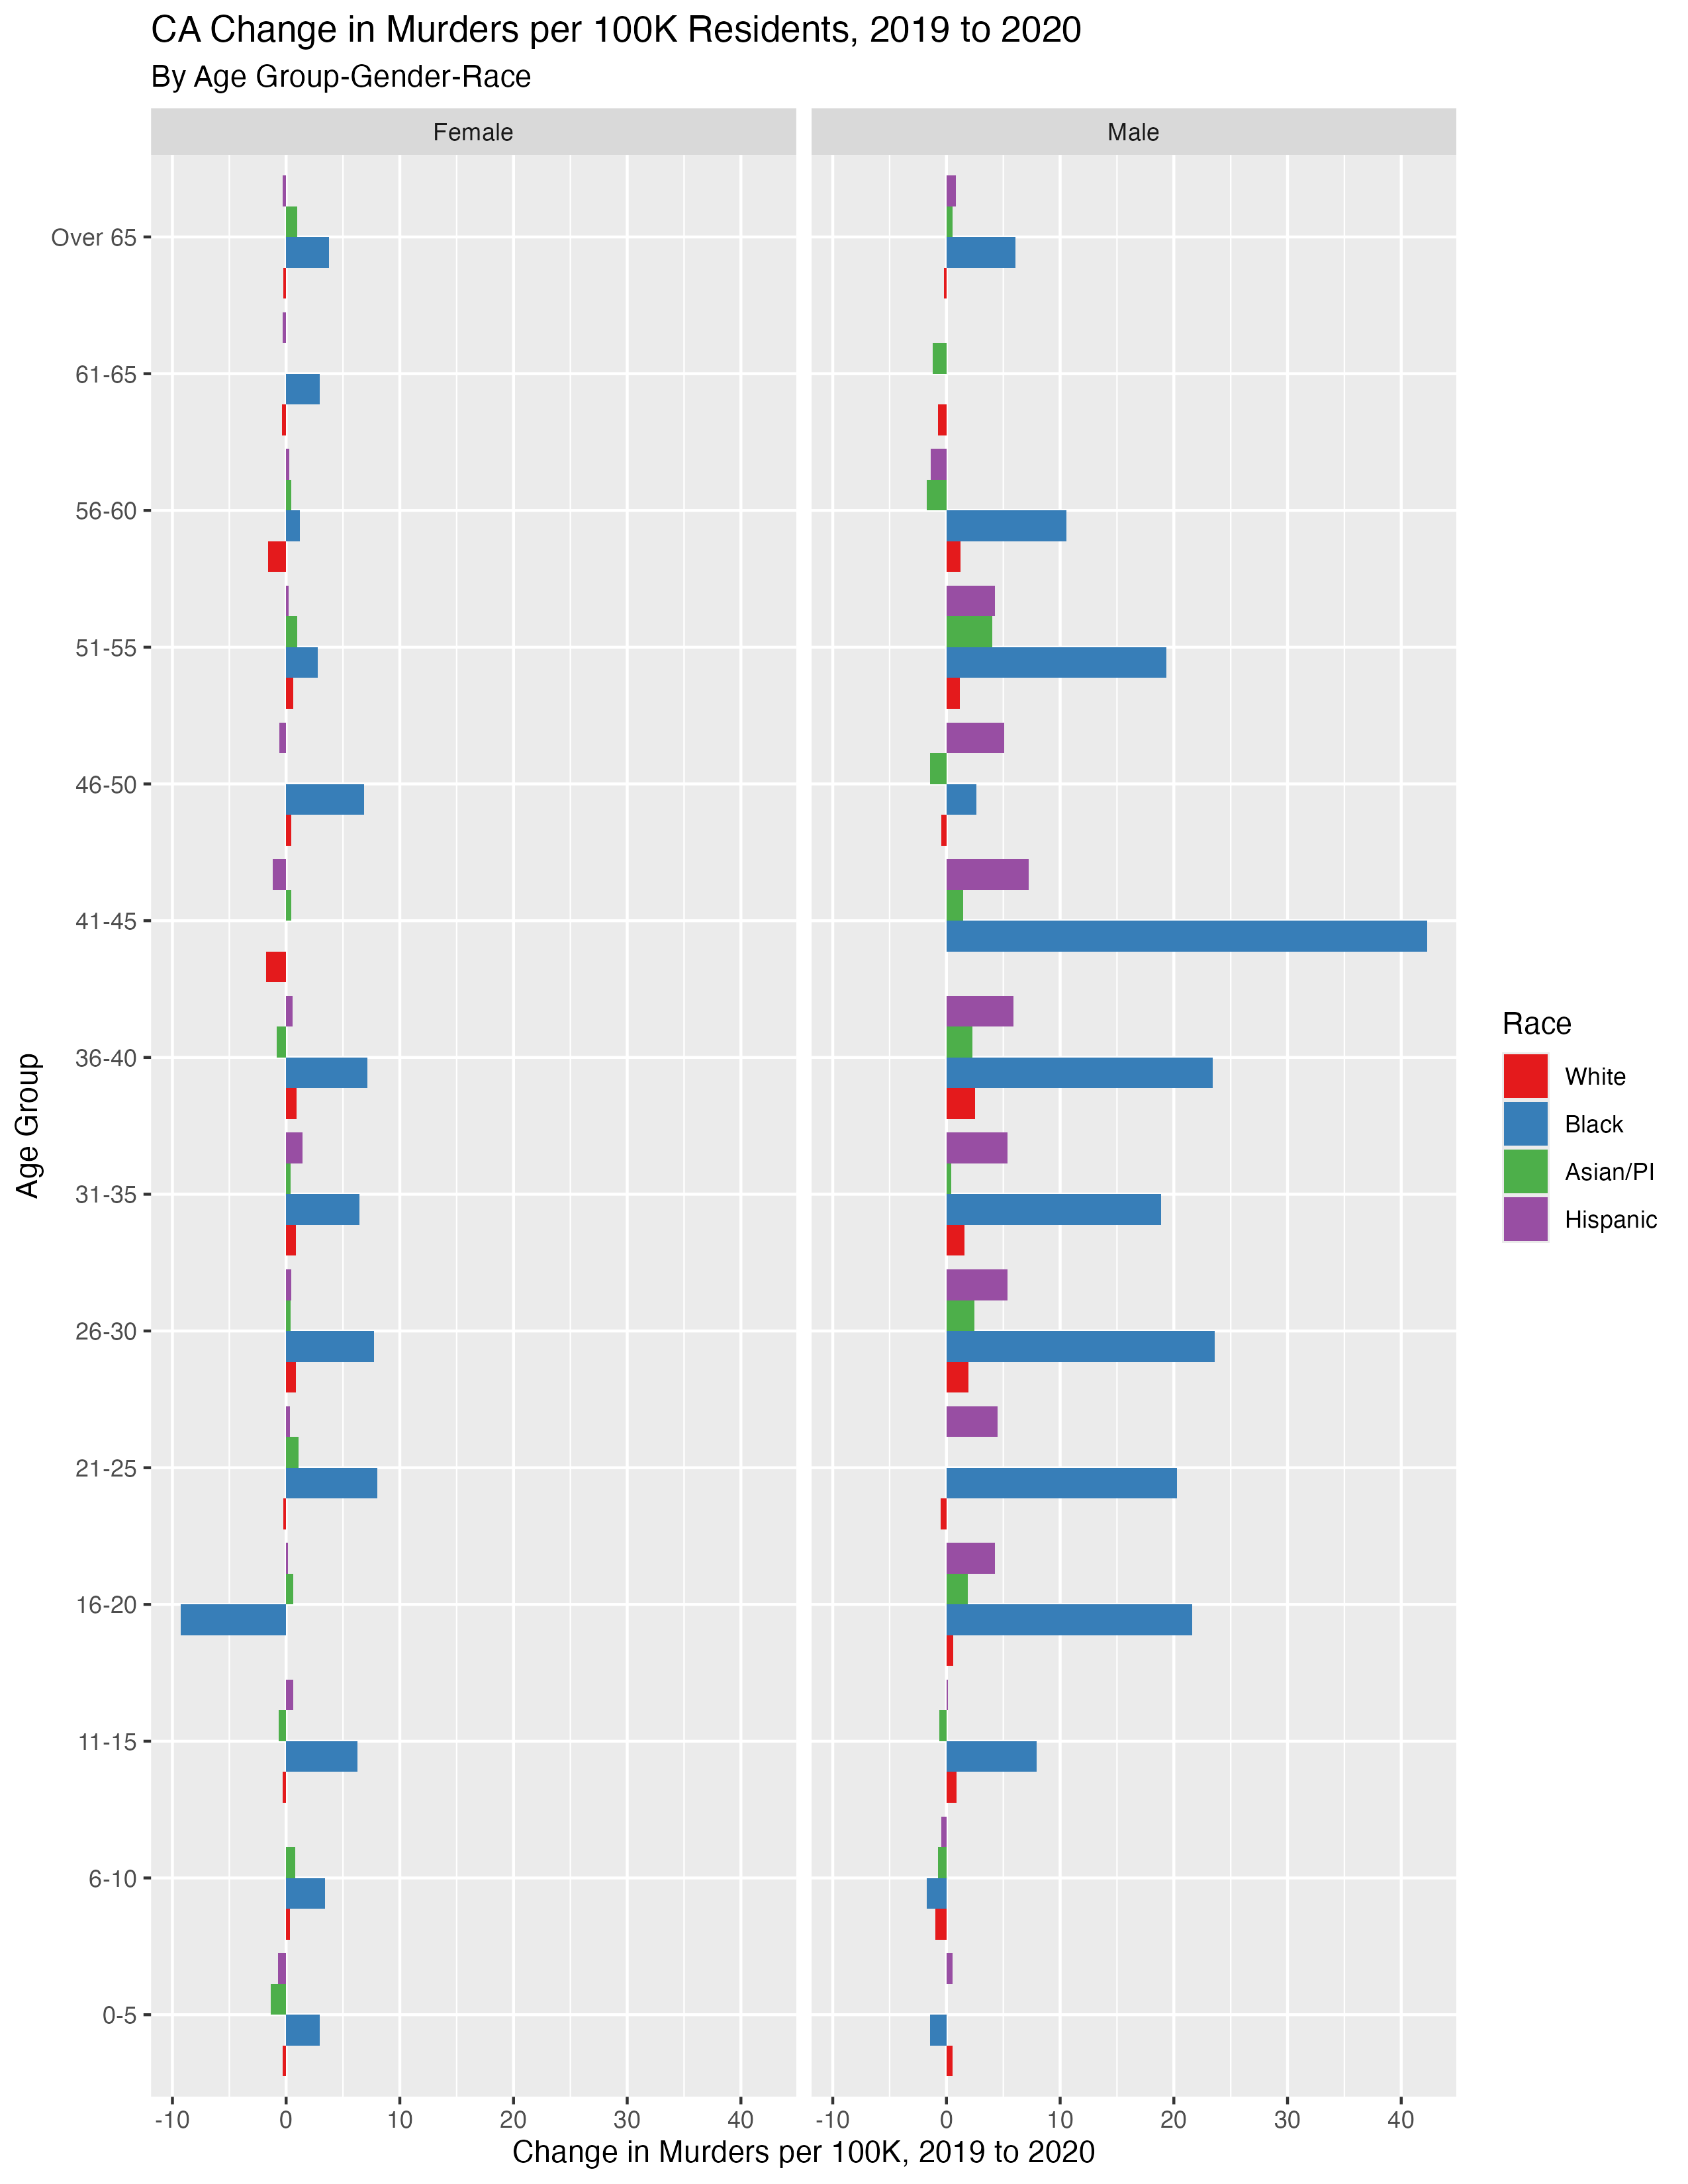 CA Change in Murders per 100K Residents, 2019 to 2020
By Age Group-Gender-Race
Female
Male
Over 65
61-65
56-60
51-55
46-50
41-45
36-40
31-35
26-30
21-25
16-20
11-15
6-10
0-5
Age Group
-10 0 10 20 30 40
-10 0 10 20 30 40
Change in Murders per 100K, 2019 to 2020
Race
White
Black
Asian/PI
Hispanic